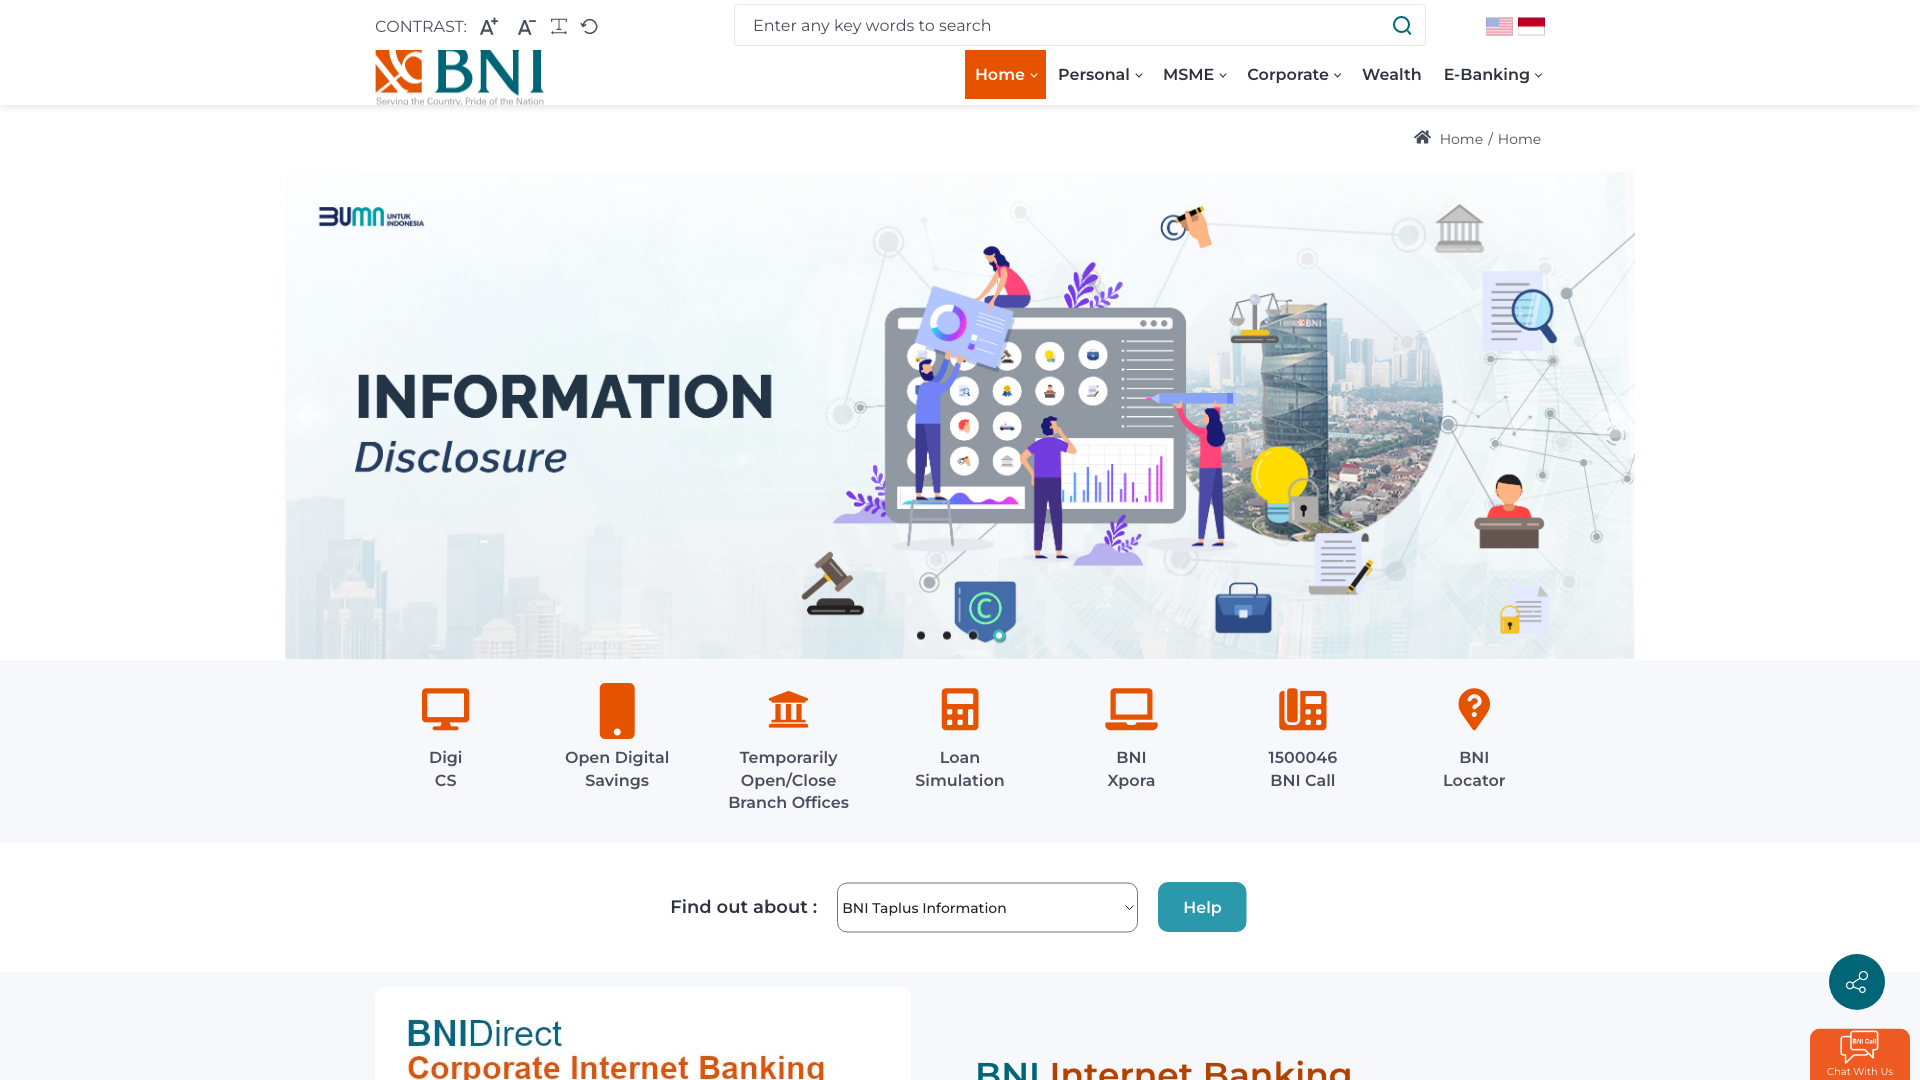 CONTRAST:
A+
A-
Enter any key words to search
BNI
Serving the Country, Pride of the Nation
Home
Personal
MSME
Corporate
Wealth
E-Banking
Home / Home
BUMN UNTUK
INDONESIA
BNI
INFORMATION
Disclosure
Digi
CS
Open Digital
Savings
Temporarily
Open/Close
Branch Offices
Loan
Simulation
BNI
Xpora
1500046
BNI Call
BNI
Locator
Find out about :
BNI Taplus Information
Help
BNIDirect
Corporate Internet Banking
BNI Internet Banking
BNI Call
Chat With Us